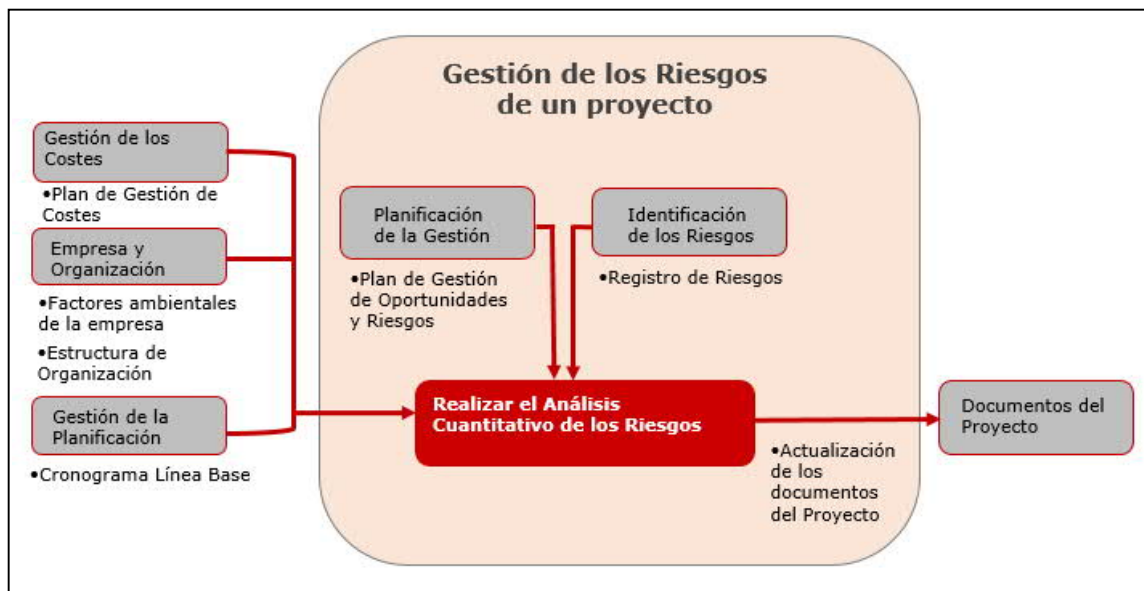 Gestión de los Riesgos
de un proyecto
Gestión de los
Costes
•Plan de Gestión de
Costes
Empresa y
Organización
•Factores ambientales
de la empresa
•Estructura de
Organización
Gestión de la
Planificación
•Cronograma Línea Base
Planificación
de la Gestión
•Plan de Gestión
de Oportunidades
y Riesgos
Identificación
de los Riesgos
•Registro de Riesgos
Realizar el Análisis
Cuantitativo de los Riesgos
•Actualización
de los
documentos
del Proyecto
Documentos del
Proyecto